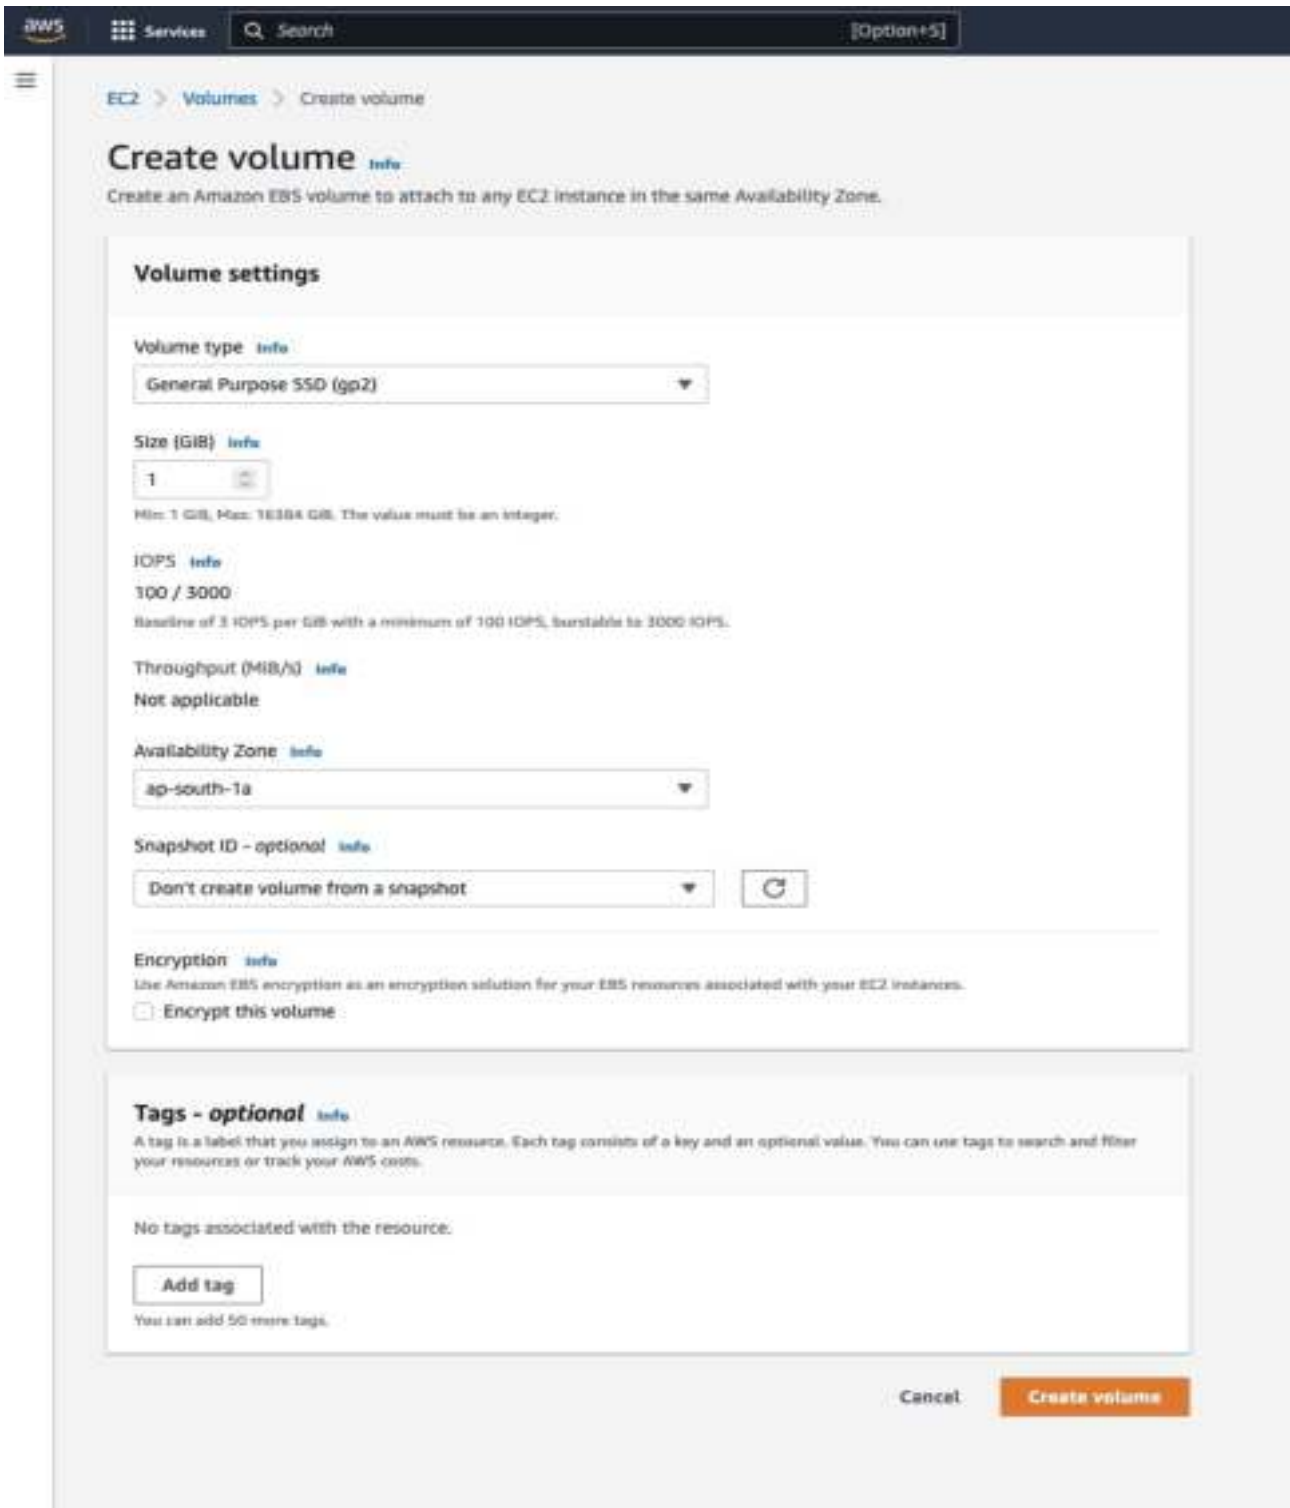 aws Services Search [Option+S]
EC2 > Volumes > Create volume
Create volume Info
Create an Amazon EBS volume to attach to any EC2 instance in the same Availability Zone.
Volume settings
Volume type Info
General Purpose SSD (gp2)
Size (GiB) Info
1
Min: 1 GiB, Max: 16384 GiB. The value must be an integer.
IOPS Info
100 / 3000
Baseline of 3 IOPS per GiB with a minimum of 100 IOPS, burstable to 3000 IOPS.
Throughput (MiB/s) Info
Not applicable
Availability Zone Info
ap-south-1a
Snapshot ID - optional Info
Don't create volume from a snapshot
Encryption Info
Use Amazon EBS encryption as an encryption solution for your EBS resources associated with your EC2 instances.
Encrypt this volume
Tags - optional Info
A tag is a label that you assign to an AWS resource. Each tag consists of a key and an optional value. You can use tags to search and filter
your resources or track your AWS costs.
No tags associated with the resource.
Add tag
You can add 50 more tags.
Cancel Create volume